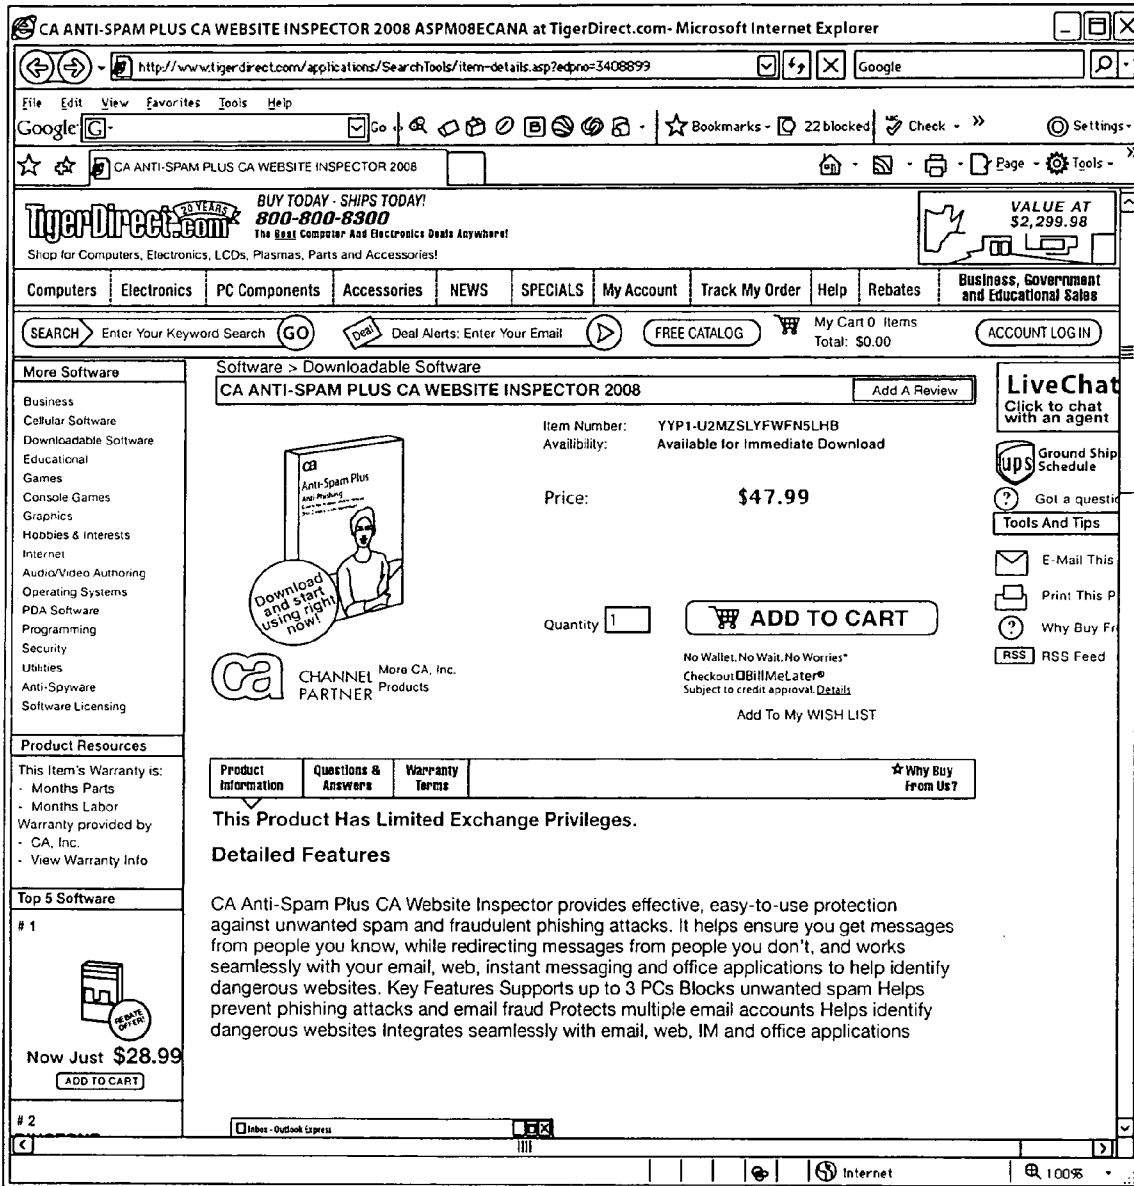 CA ANTI-SPAM PLUS CA WEBSITE INSPECTOR 2008 ASPM08ECANA at TigerDirect.com- Microsoft Internet Explorer
http://www.tigerdirect.com/applications/SearchTools/item-details.asp?edpno=3408899
Google
File Edit View Favorites Tools Help
Google G Go Bookmarks 22 blocked Check » Settings
CA ANTI-SPAM PLUS CA WEBSITE INSPECTOR 2008
Page Tools »
TigerDirect.com 20 YEARS
BUY TODAY - SHIPS TODAY!
800-800-8300
The Best Computer And Electronics Deals Anywhere!
Shop for Computers, Electronics, LCDs, Plasmas, Parts and Accessories!
VALUE AT
$2,299.98
Computers Electronics PC Components Accessories NEWS SPECIALS My Account Track My Order Help Rebates Business, Government and Educational Sales
SEARCH Enter Your Keyword Search GO Deal Deal Alerts: Enter Your Email FREE CATALOG My Cart 0 Items Total: $0.00 ACCOUNT LOG IN
More Software
Business
Cellular Software
Downloadable Software
Educational
Games
Console Games
Graphics
Hobbies & Interests
Internet
Audio/Video Authoring
Operating Systems
PDA Software
Programming
Security
Utilities
Anti-Spyware
Software Licensing
Product Resources
This Item's Warranty is:
- Months Parts
- Months Labor
Warranty provided by
- CA, Inc.
- View Warranty Info
Top 5 Software
# 1
REBATE OFFER!
Now Just $28.99
ADD TO CART
# 2
Software > Downloadable Software
CA ANTI-SPAM PLUS CA WEBSITE INSPECTOR 2008
Add A Review
ca
Anti-Spam Plus
Anti-Phishing
Download
and start
using right
now!
Item Number: YYP1-U2MZSLYFWFN5LHB
Availibility: Available for Immediate Download
Price: $47.99
Quantity 1
ADD TO CART
No Wallet. No Wait. No Worries*
Checkout BillMeLater®
Subject to credit approval. Details
Add To My WISH LIST
ca CHANNEL PARTNER
More CA, Inc.
Products
LiveChat
Click to chat
with an agent
ups Ground Ship
Schedule
? Got a questio
Tools And Tips
E-Mail This
Print This P
? Why Buy Fr
RSS RSS Feed
Product Information
Questions & Answers
Warranty Terms
Why Buy From Us?
This Product Has Limited Exchange Privileges.
Detailed Features
CA Anti-Spam Plus CA Website Inspector provides effective, easy-to-use protection
against unwanted spam and fraudulent phishing attacks. It helps ensure you get messages
from people you know, while redirecting messages from people you don't, and works
seamlessly with your email, web, instant messaging and office applications to help identify
dangerous websites. Key Features Supports up to 3 PCs Blocks unwanted spam Helps
prevent phishing attacks and email fraud Protects multiple email accounts Helps identify
dangerous websites Integrates seamlessly with email, web, IM and office applications
Inbox - Outlook Express
Internet
100%